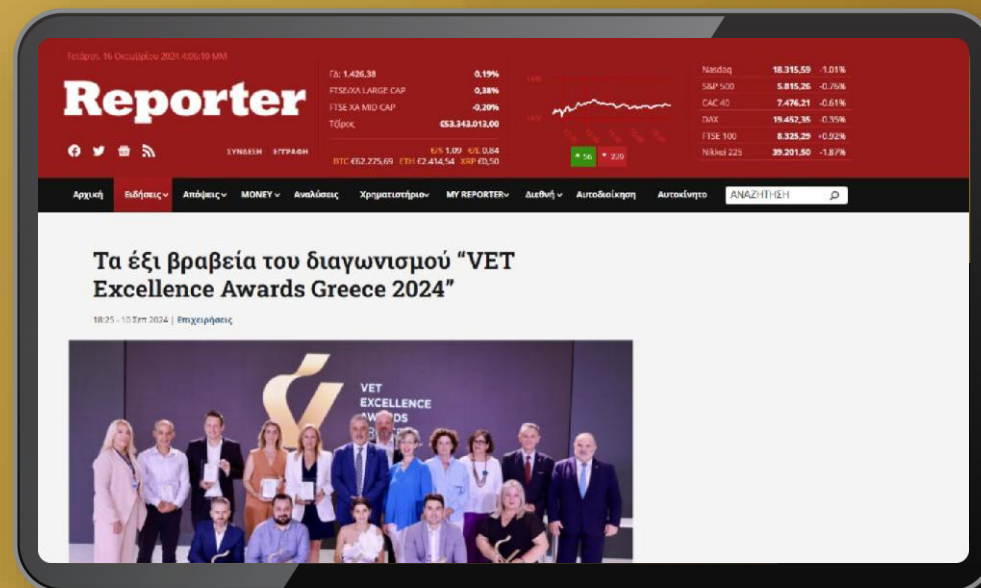 Τετάρτη, 16 Οκτωβρίου 2024 4:06:10 MM
Reporter
ΣΥΝΔΕΣΗ ΕΓΓΡΑΦΗ
ΓΔ: 1.426,38 0,19%
FTSE/XA LARGE CAP 0,38%
FTSE XA MID CAP -0,20%
Τζίρος €53.343.013,00
€/$ 1,09 €/£ 0,84
BTC €62.275,69 ETH €2.414,54 XRP €0,50
56 229
Nasdaq 18.315,59 -1.01%
S&P 500 5.815,26 -0.76%
CAC 40 7.476,21 -0.61%
DAX 19.452,35 -0.35%
FTSE 100 8.325,29 +0.92%
Nikkei 225 39.201,50 -1.87%
Αρχική Ειδήσεις Απόψεις MONEY Αναλύσεις Χρηματιστήριο MY REPORTER Διεθνή Αυτοδιοίκηση Αυτοκίνητο ΑΝΑΖΗΤΗΣΗ
Τα έξι βραβεία του διαγωνισμού “VET
Excellence Awards Greece 2024”
18:25 - 10 Σεπ 2024 | Επιχειρήσεις
VET
EXCELLENCE
AWARDS